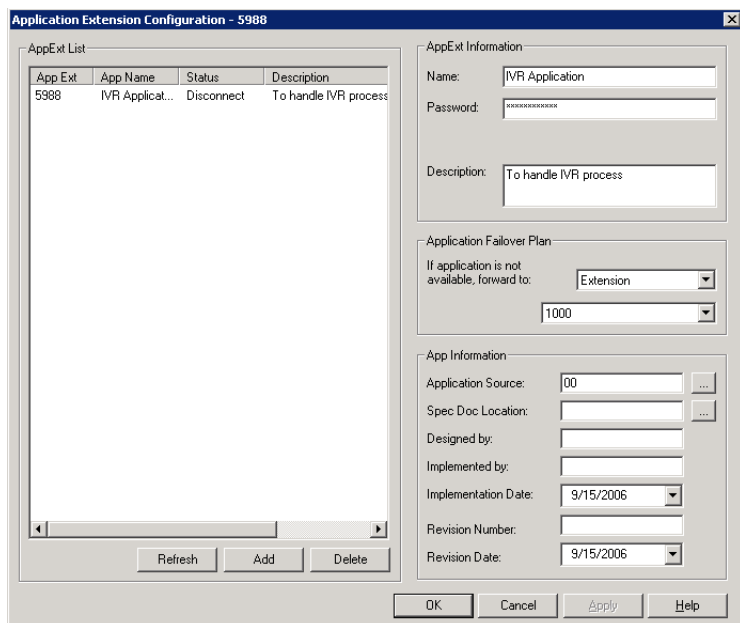 Application Extension Configuration - 5988
AppExt List
App Ext App Name Status Description
5988 IVR Applicat... Disconnect To handle IVR process
Refresh Add Delete
AppExt Information
Name: IVR Application
Password: ************
Description: To handle IVR process
Application Failover Plan
If application is not
available, forward to: Extension
1000
App Information
Application Source: 00 ...
Spec Doc Location: ...
Designed by:
Implemented by:
Implementation Date: 9/15/2006
Revision Number:
Revision Date: 9/15/2006
OK Cancel Apply Help